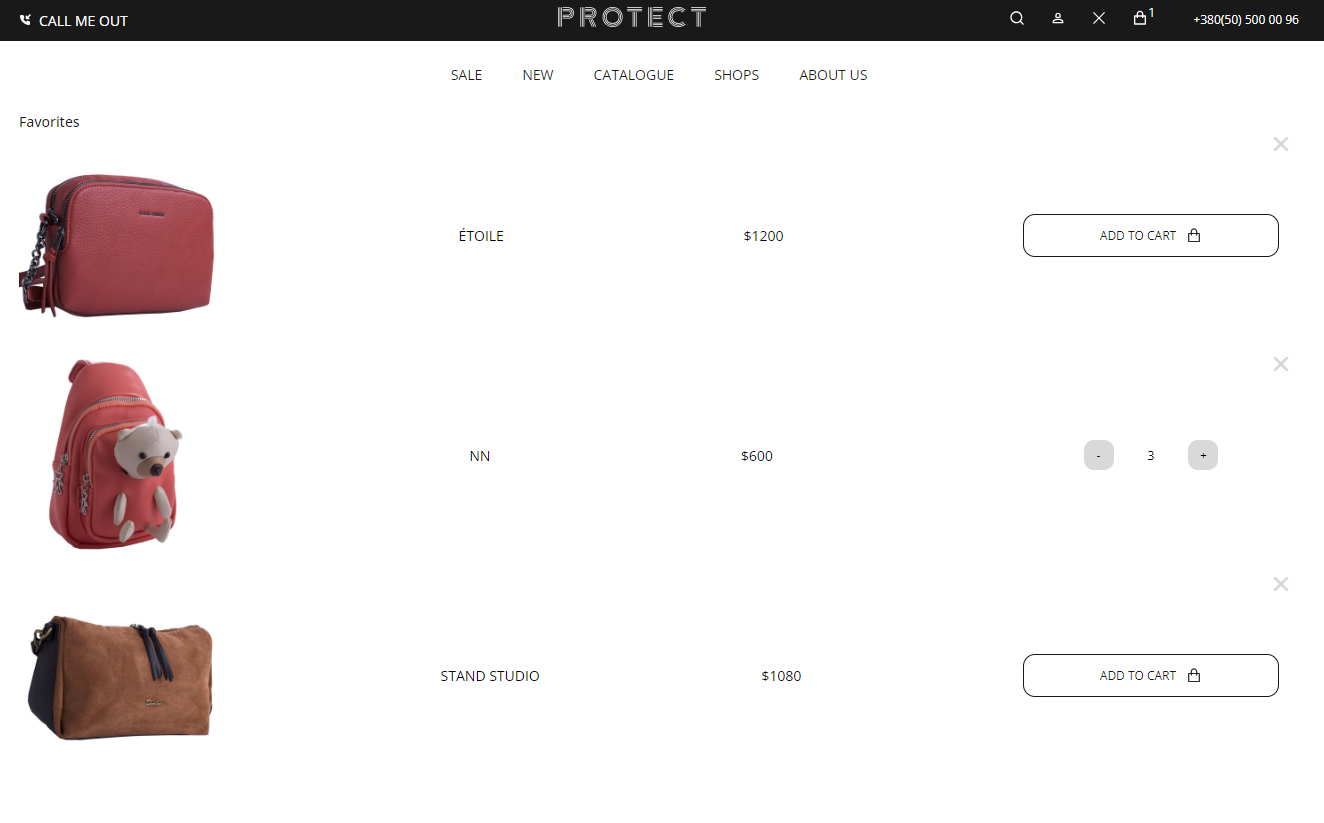 CALL ME OUT
PROTECT
1
+380(50) 500 00 96
SALE NEW CATALOGUE SHOPS ABOUT US
Favorites
ÉTOILE $1200 ADD TO CART
NN $600 - 3 +
STAND STUDIO $1080 ADD TO CART